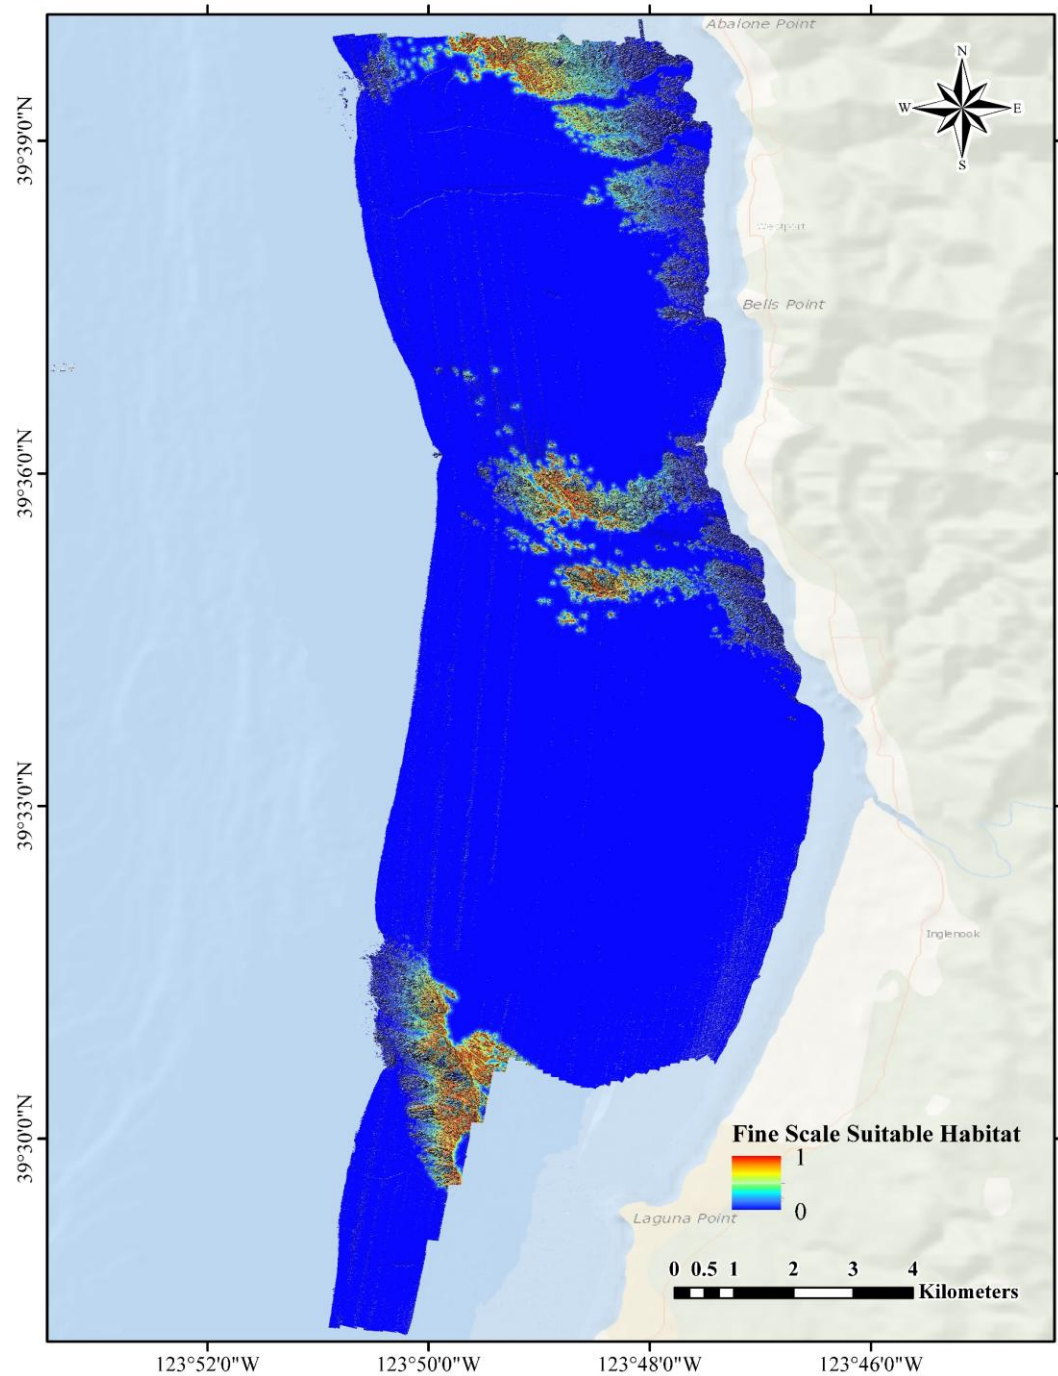 Abalone Point
N
W
E
S
39°39'0"N
Westport
Bells Point
39°36'0"N
39°33'0"N
Inglenook
39°30'0"N
Fine Scale Suitable Habitat
1
0
Laguna Point
0 0.5 1 2 3 4
Kilometers
123°52'0"W 123°50'0"W 123°48'0"W 123°46'0"W